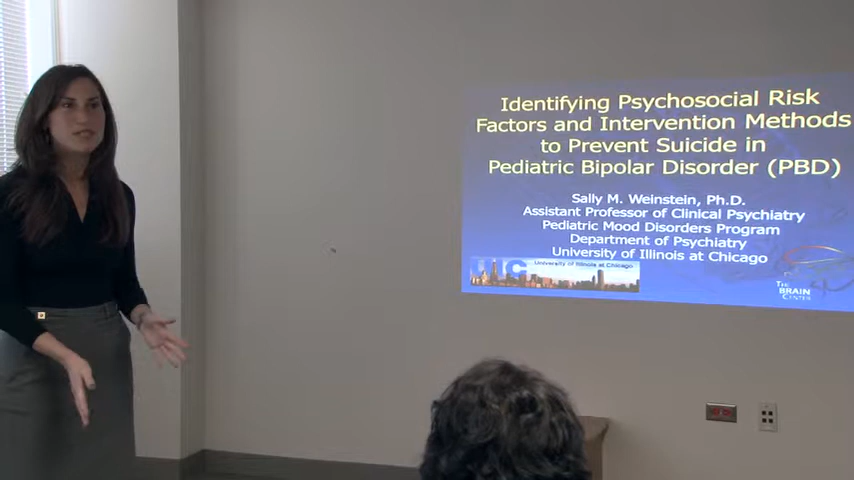 Identifying Psychosocial Risk
Factors and Intervention Methods
to Prevent Suicide in
Pediatric Bipolar Disorder (PBD)
Sally M. Weinstein, Ph.D.
Assistant Professor of Clinical Psychiatry
Pediatric Mood Disorders Program
Department of Psychiatry
University of Illinois at Chicago
UIC
University of Illinois at Chicago
THE
BRAIN
CENTER